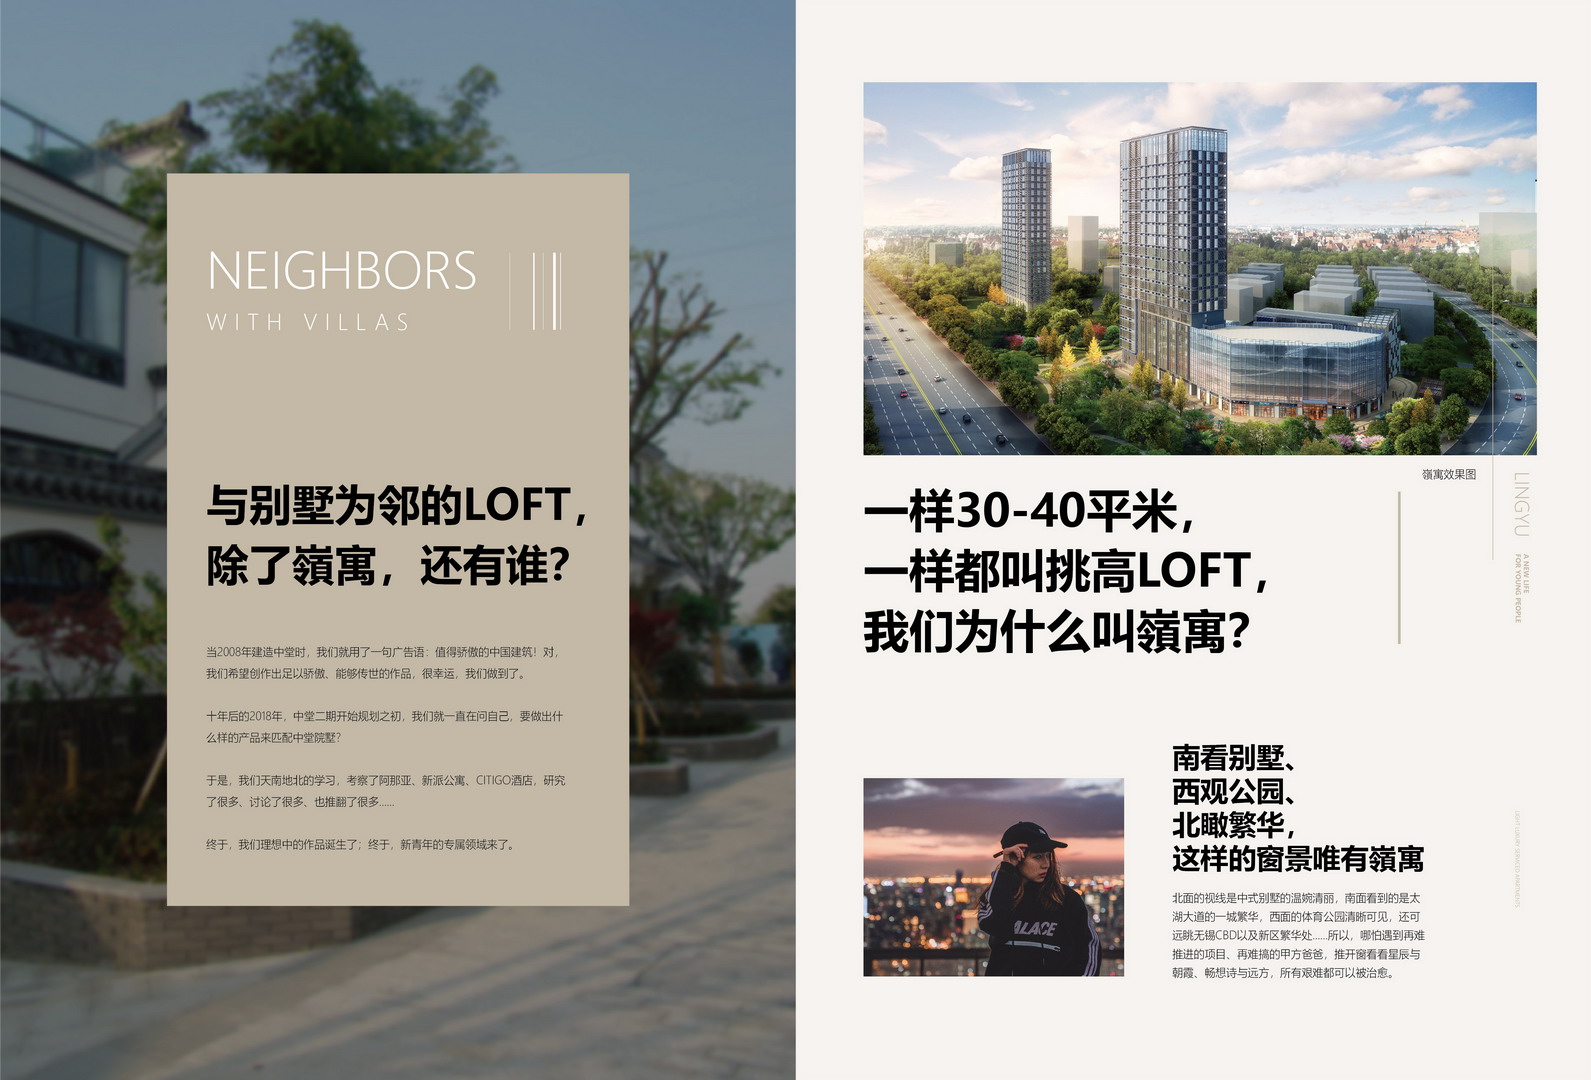 NEIGHBORS
WITH VILLAS
与别墅为邻的LOFT，
除了嶺寓，还有谁？
当2008年建造中堂时，我们就用了一句广告语：值得骄傲的中国建筑！对，
我们希望创作出足以骄傲、能够传世的作品，很幸运，我们做到了。
十年后的2018年，中堂二期开始规划之初，我们就一直在问自己，要做出什
么样的产品来匹配中堂院墅？
于是，我们天南地北的学习，考察了阿那亚、新派公寓、CITIGO酒店，研究
了很多、讨论了很多、也推翻了很多……
终于，我们理想中的作品诞生了；终于，新青年的专属领域来了。
嶺寓效果图
一样30-40平米，
一样都叫挑高LOFT，
我们为什么叫嶺寓？
LINGYU
A NEW LIFE
FOR YOUNG PEOPLE
南看别墅、
西观公园、
北瞰繁华，
这样的窗景唯有嶺寓
北面的视线是中式别墅的温婉清丽，南面看到的是太
湖大道的一城繁华，西面的体育公园清晰可见，还可
远眺无锡CBD以及新区繁华处……所以，哪怕遇到再难
推进的项目、再难搞的甲方爸爸，推开窗看看星辰与
朝霞、畅想诗与远方，所有艰难都可以被治愈。
LIGHT LUXURY SERVICED APARTMENTS
PALACE